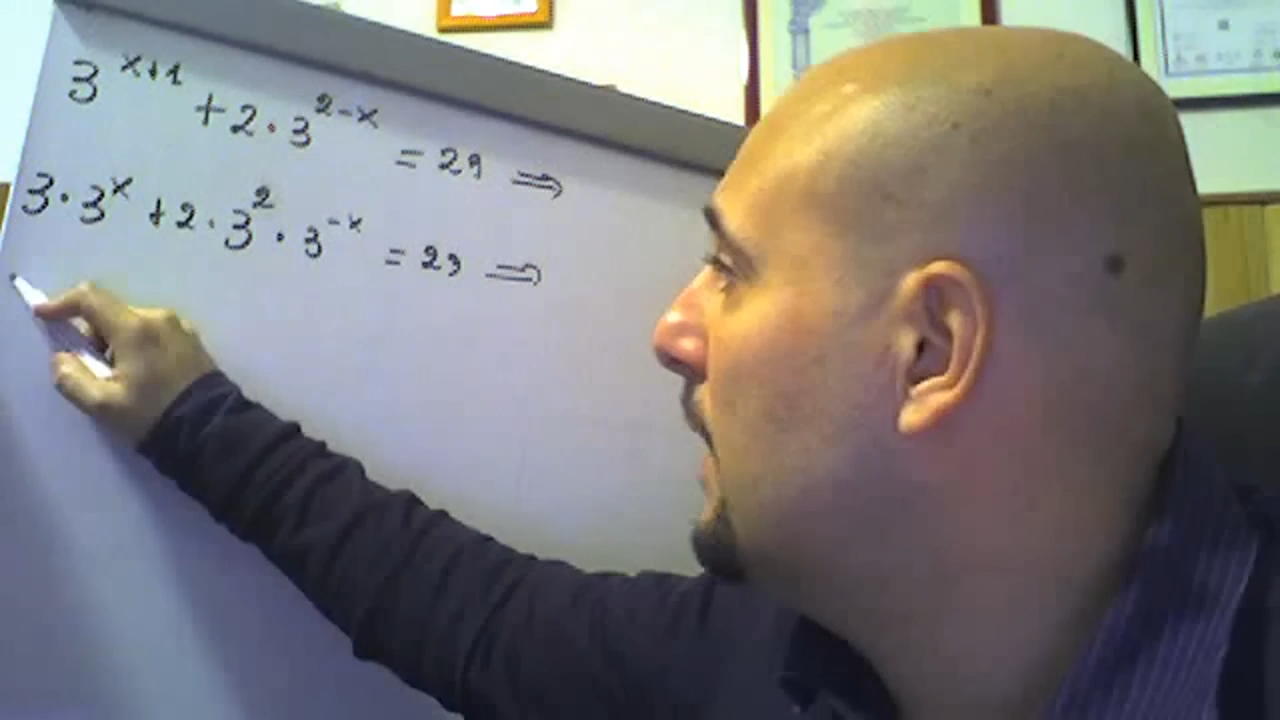 3^{x+1} + 2 · 3^{2-x} = 29 ⇒
3 · 3^x + 2 · 3^2 · 3^{-x} = 29 ⇒